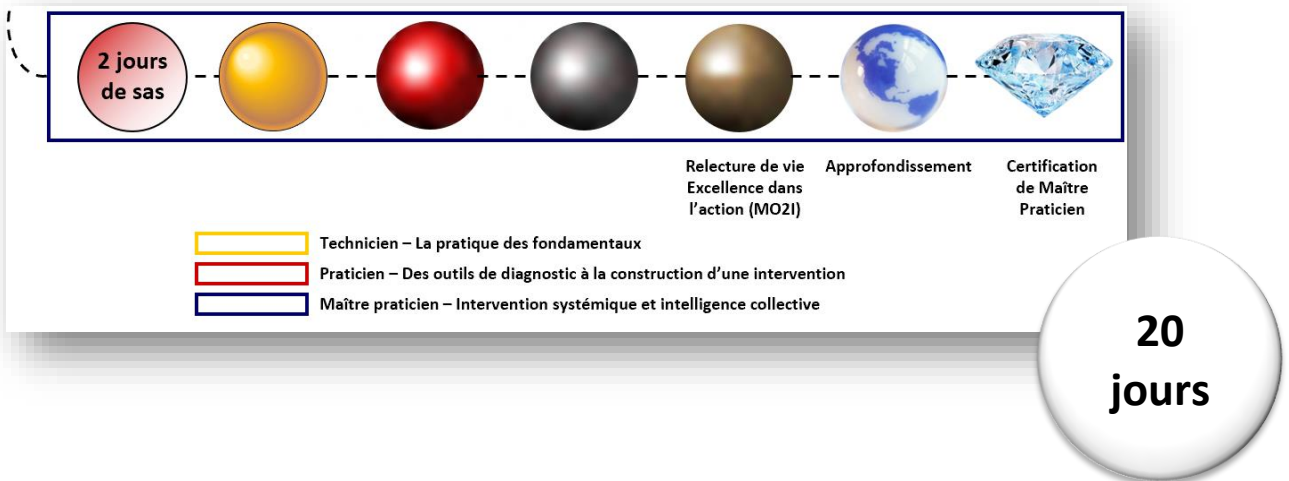 2 jours
de sas
Relecture de vie
Excellence dans
l’action (MO2I)
Approfondissement
Certification
de Maître
Praticien
Technicien – La pratique des fondamentaux
Praticien – Des outils de diagnostic à la construction d’une intervention
Maître praticien – Intervention systémique et intelligence collective
20
jours